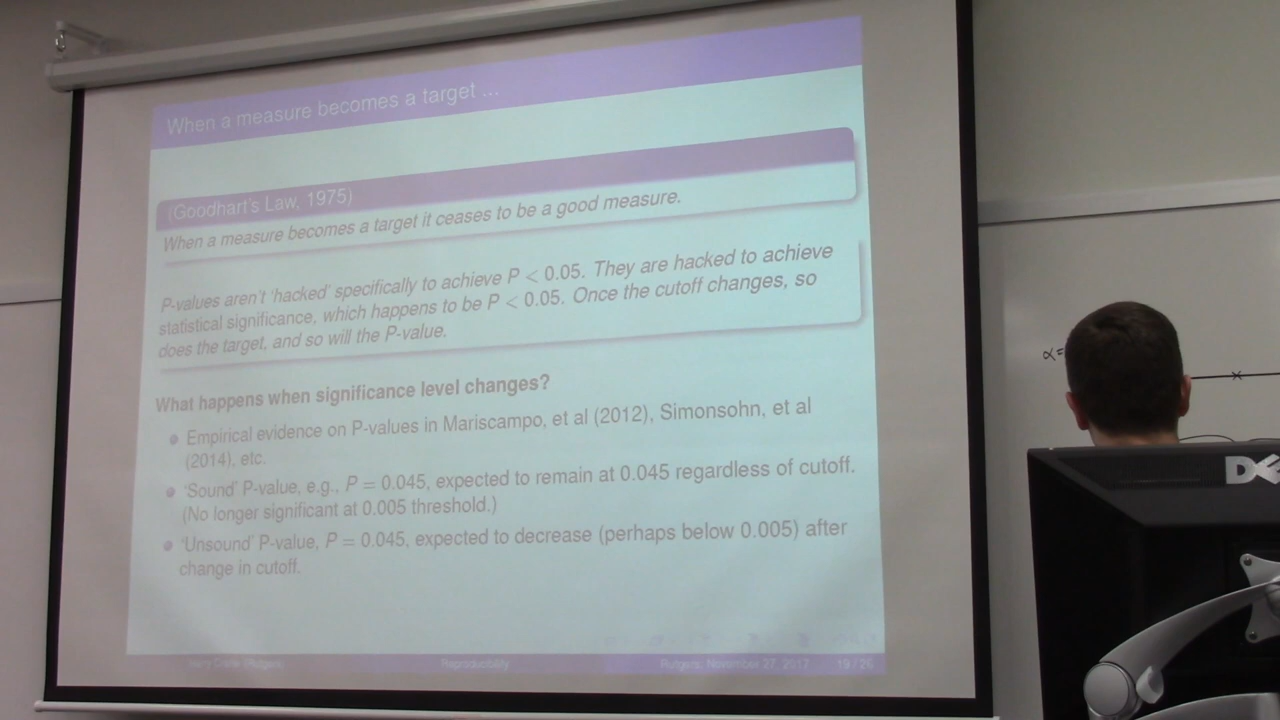 When a measure becomes a target ...
(Goodhart's Law, 1975)
When a measure becomes a target it ceases to be a good measure.
P-values aren't 'hacked' specifically to achieve P < 0.05. They are hacked to achieve
statistical significance, which happens to be P < 0.05. Once the cutoff changes, so
does the target, and so will the P-value.
What happens when significance level changes?
Empirical evidence on P-values in Mariscampo, et al (2012), Simonsohn, et al
(2014), etc.
'Sound' P-value, e.g., P = 0.045, expected to remain at 0.045 regardless of cutoff.
(No longer significant at 0.005 threshold.)
'Unsound' P-value, P = 0.045, expected to decrease (perhaps below 0.005) after
change in cutoff.
Harry Crane (Rutgers) Reproducibility Rutgers: November 27, 2017 19 / 26
α=